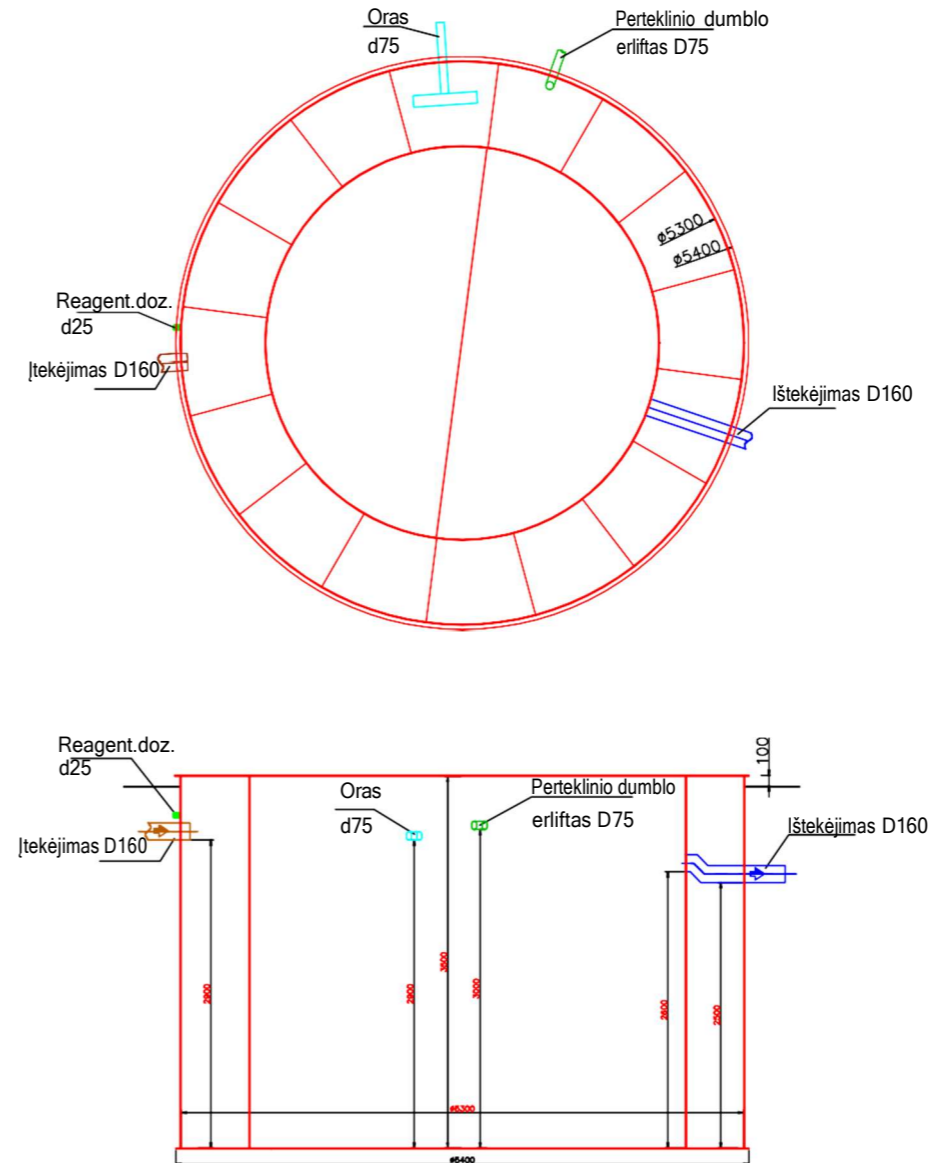 Oras
d75
Perteklinio dumblo
erliftas D75
ø5300
ø5400
Reagent.doz.
d25
Įtekėjimas D160
Ištekėjimas D160
Reagent.doz.
d25
Įtekėjimas D160
Oras
d75
Perteklinio dumblo
erliftas D75
100
Ištekėjimas D160
2900
2900
3500
3000
2600
2500
ø5300
ø5400